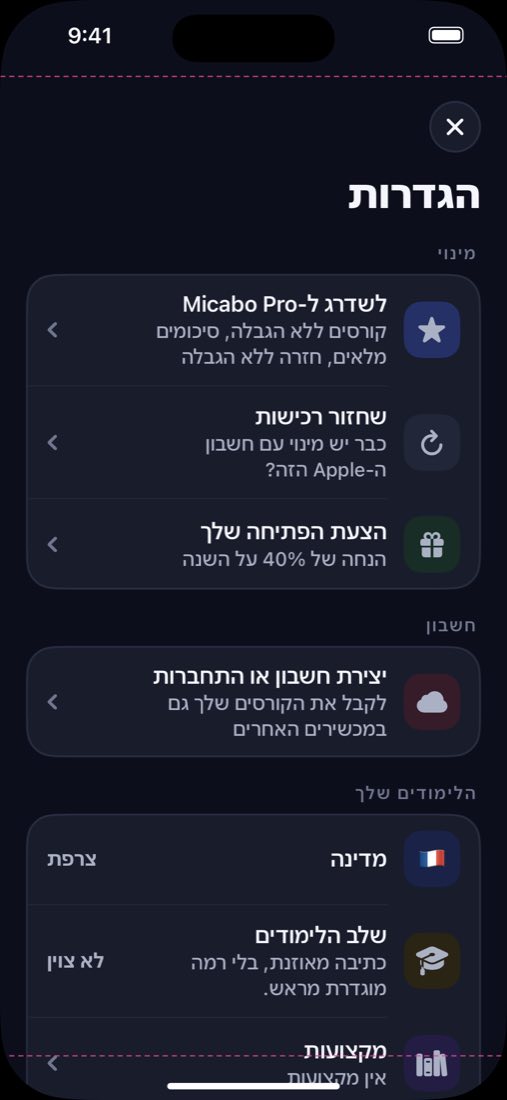 9:41
הגדרות
מינוי
לשדרג ל-Micabo Pro
קורסים ללא הגבלה, סיכומים
מלאים, חזרה ללא הגבלה
שחזור רכישות
כבר יש מינוי עם חשבון
ה-Apple הזה?
הצעת הפתיחה שלך
הנחה של 40% על השנה
חשבון
יצירת חשבון או התחברות
לקבל את הקורסים שלך גם
במכשירים האחרים
הלימודים שלך
מדינה
צרפת
שלב הלימודים
כתיבה מאוזנת, בלי רמה
מוגדרת מראש.
לא צוין
מקצועות
אין מקצועות